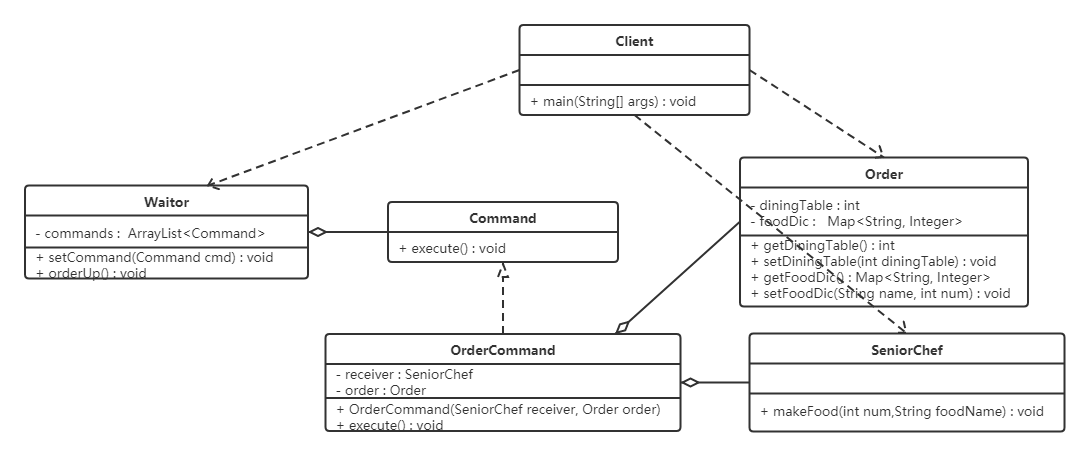 Client
+ main(String[] args) : void
Waitor
- commands :  ArrayList<Command>
+ setCommand(Command cmd) : void
+ orderUp() : void
Command
+ execute() : void
Order
- diningTable : int
- foodDic :   Map<String, Integer>
+ getDiningTable() : int
+ setDiningTable(int diningTable) : void
+ getFoodDic() : Map<String, Integer>
+ setFoodDic(String name, int num) : void
OrderCommand
- receiver : SeniorChef
- order : Order
+ OrderCommand(SeniorChef receiver, Order order)
+ execute() : void
SeniorChef
+ makeFood(int num,String foodName) : void